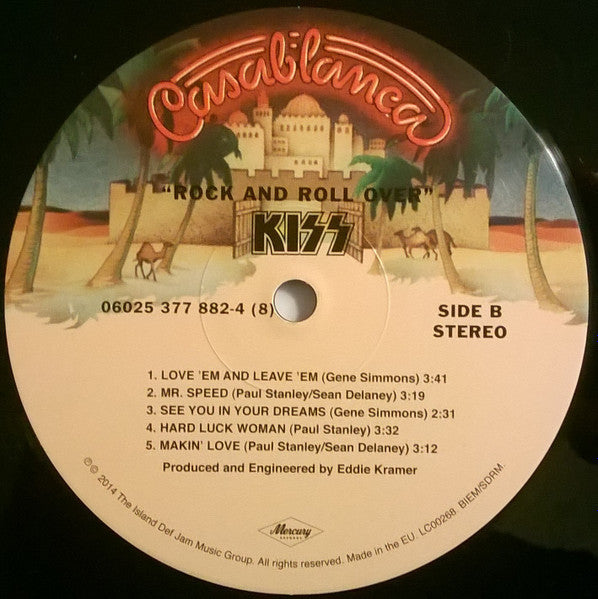 Casablanca
"ROCK AND ROLL OVER"
KISS
06025 377 882-4 (8)
SIDE B
STEREO
1. LOVE 'EM AND LEAVE 'EM (Gene Simmons) 3:41
2. MR. SPEED (Paul Stanley/Sean Delaney) 3:19
3. SEE YOU IN YOUR DREAMS (Gene Simmons) 2:31
4. HARD LUCK WOMAN (Paul Stanley) 3:32
5. MAKIN' LOVE (Paul Stanley/Sean Delaney) 3:12
Produced and Engineered by Eddie Kramer
Mercury
RECORDS
℗ © 2014 The Island Def Jam Music Group. All rights reserved. Made in the EU. LC00268. BIEM/SDRM.